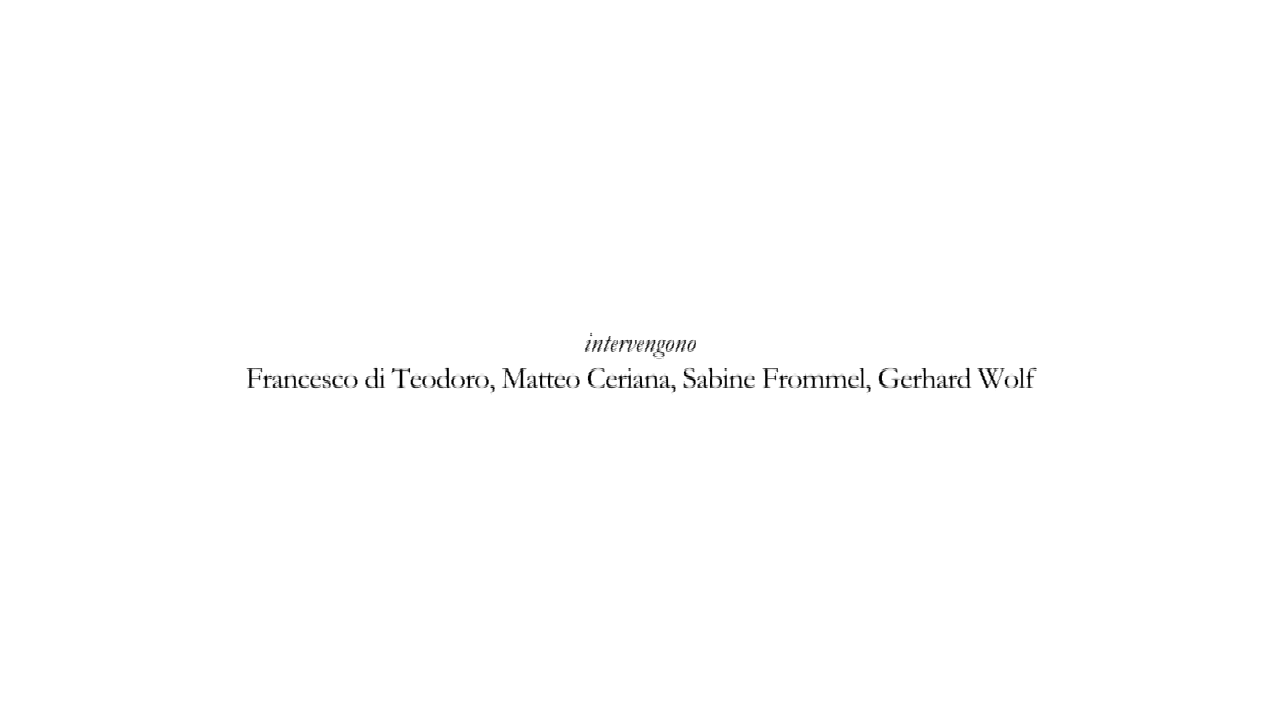 intervengono
Francesco di Teodoro, Matteo Ceriana, Sabine Frommel, Gerhard Wolf